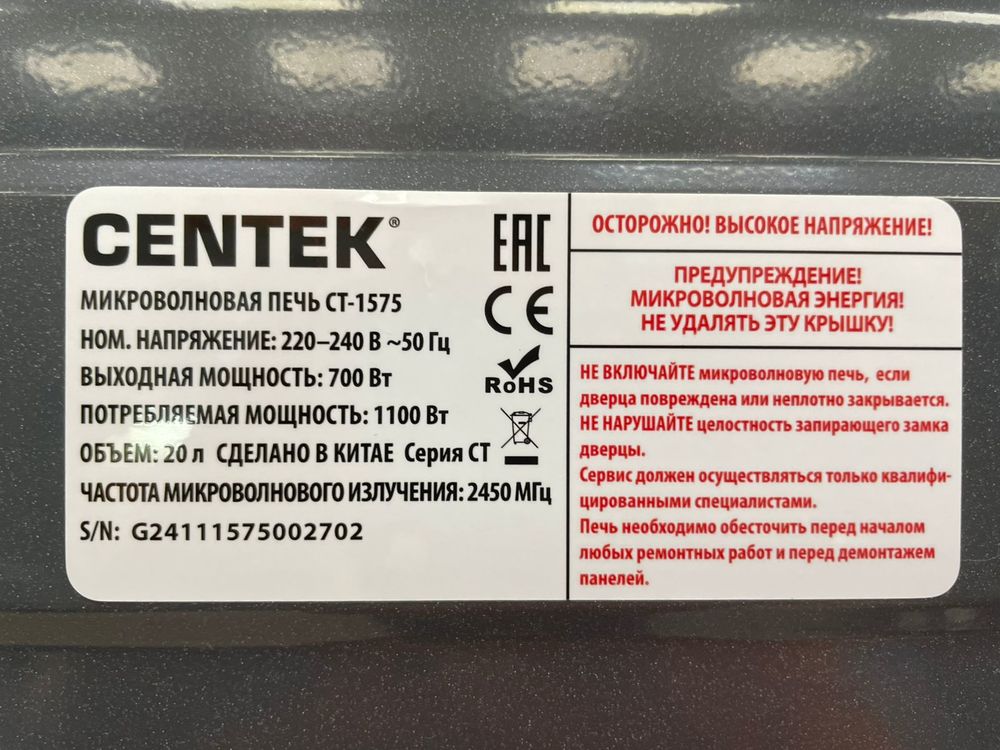 CENTEK®
МИКРОВОЛНОВАЯ ПЕЧЬ СТ-1575
НОМ. НАПРЯЖЕНИЕ: 220–240 В ~50 Гц
ВЫХОДНАЯ МОЩНОСТЬ: 700 Вт
ПОТРЕБЛЯЕМАЯ МОЩНОСТЬ: 1100 Вт
ОБЪЕМ: 20 л СДЕЛАНО В КИТАЕ Серия СТ
ЧАСТОТА МИКРОВОЛНОВОГО ИЗЛУЧЕНИЯ: 2450 МГц
S/N: G24111575002702
EAC
CE
RoHS
ОСТОРОЖНО! ВЫСОКОЕ НАПРЯЖЕНИЕ!
ПРЕДУПРЕЖДЕНИЕ!
МИКРОВОЛНОВАЯ ЭНЕРГИЯ!
НЕ УДАЛЯТЬ ЭТУ КРЫШКУ!
НЕ ВКЛЮЧАЙТЕ микроволновую печь, если
дверца повреждена или неплотно закрывается.
НЕ НАРУШАЙТЕ целостность запирающего замка
дверцы.
Сервис должен осуществляться только квалифи-
цированными специалистами.
Печь необходимо обесточить перед началом
любых ремонтных работ и перед демонтажем
панелей.